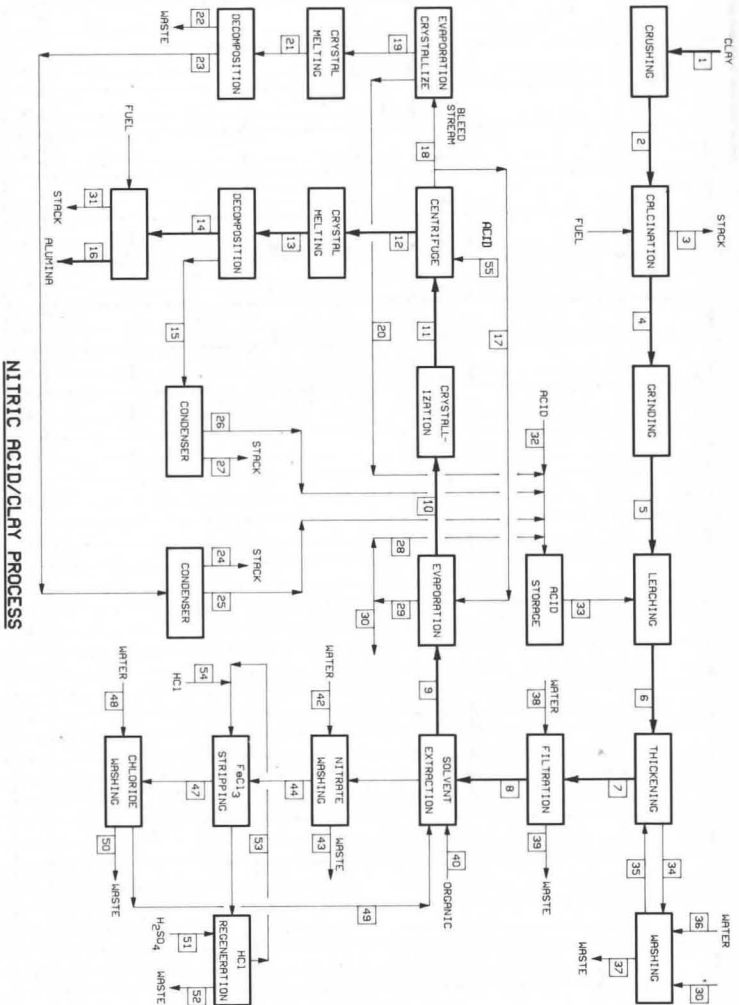 CLAY
1
CRUSHING
2
CALCINATION
FUEL
3
STACK
4
GRINDING
5
LEACHING
6
THICKENING
34
35
WASHING
36
WATER
30
37
WASTE
ACID
32
ACID
STORAGE
33
7
WATER
38
FILTRATION
39
WASTE
8
EVAPORATION
CRYSTALLIZE
19
BLEED
STREAM
18
CENTRIFUGE
ACID
55
17
20
11
CRYSTALL-
IZATION
10
EVAPORATION
28
29
30
9
SOLVENT
EXTRACTION
40
ORGANIC
CRYSTAL
MELTING
21
CRYSTAL
MELTING
12
13
WATER
42
NITRATE
WASHING
43
WASTE
44
WASTE
22
DECOMPOSITION
23
DECOMPOSITION
14
15
CONDENSER
26
27
STACK
CONDENSER
24
STACK
25
HCl
54
FeCl3
STRIPPING
53
47
FUEL
STACK
31
ALUMINA
16
WATER
48
CHLORIDE
WASHING
50
WASTE
49
HCl
REGENERATION
H2SO4
51
52
WASTE
NITRIC ACID/CLAY PROCESS